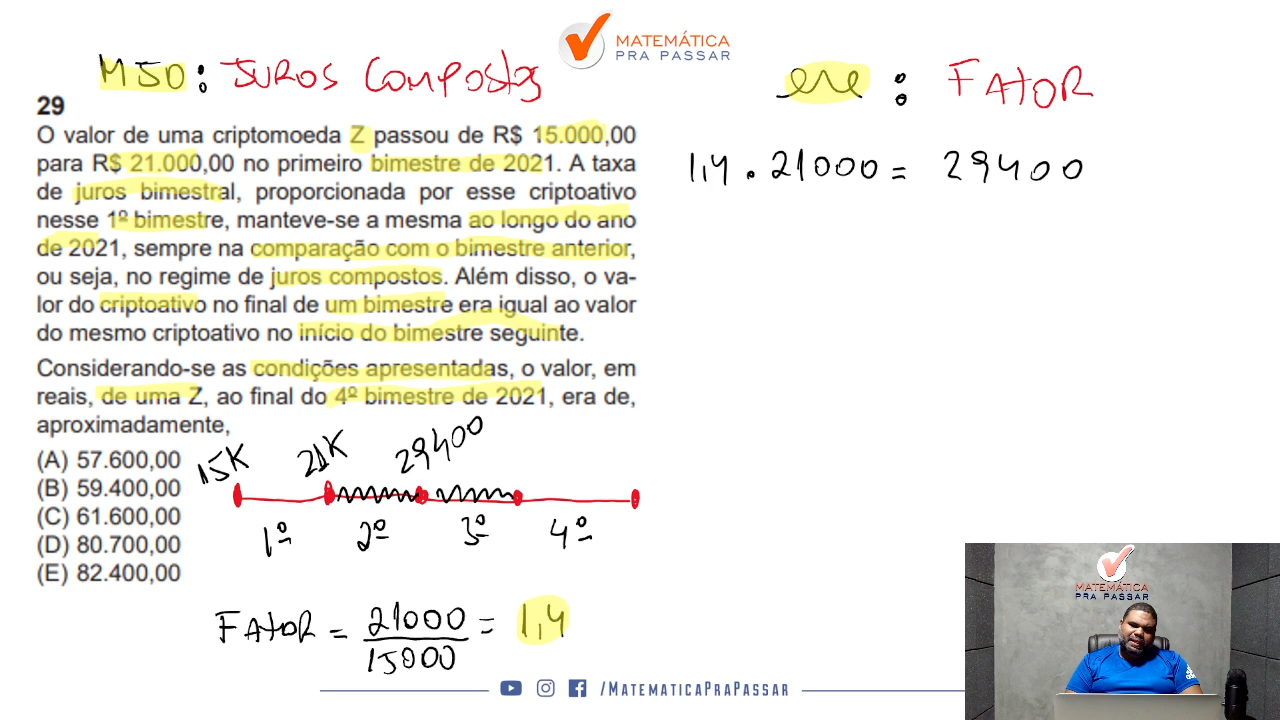 MATEMÁTICA
PRA PASSAR
MJO: JUROS COMPOSTOS
ele: FATOR
29
O valor de uma criptomoeda Z passou de R$ 15.000,00
para R$ 21.000,00 no primeiro bimestre de 2021. A taxa
de juros bimestral, proporcionada por esse criptoativo
nesse 1º bimestre, manteve-se a mesma ao longo do ano
de 2021, sempre na comparação com o bimestre anterior,
ou seja, no regime de juros compostos. Além disso, o va-
lor do criptoativo no final de um bimestre era igual ao valor
do mesmo criptoativo no início do bimestre seguinte.
Considerando-se as condições apresentadas, o valor, em
reais, de uma Z, ao final do 4º bimestre de 2021, era de,
aproximadamente,
(A) 57.600,00
(B) 59.400,00
(C) 61.600,00
(D) 80.700,00
(E) 82.400,00
1,4 . 21000 = 29400
15K 21K 29400
1º 2º 3º 4º
FATOR = 21000 = 1,4
15000
MATEMÁTICA
PRA PASSAR
/MATEMATICAPRAPASSAR